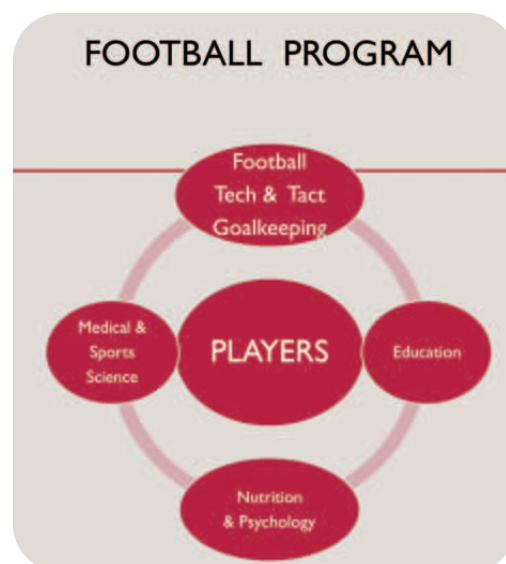 FOOTBALL PROGRAM
Football
Tech & Tact
Goalkeeping
Medical &
Sports
Science
PLAYERS
Education
Nutrition
& Psychology